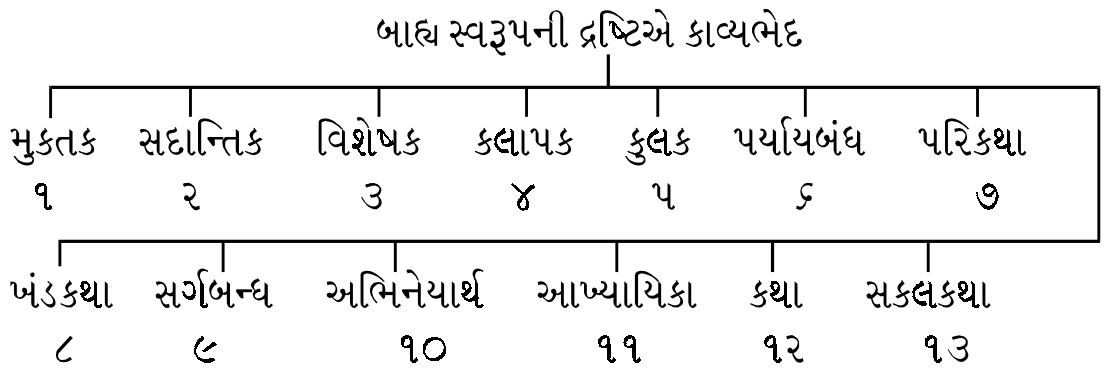 બાહ્ય સ્વરૂપની દ્રષ્ટિએ કાવ્યભેદ
મુકતક સદાન્તિક વિશેષક કલાપક કુલક પર્યાયબંધ પરિકથા
૧ ૨ ૩ ૪ ૫ ૬ ૭
ખંડકથા સર્ગબન્ધ અભિનેયાર્થ આખ્યાયિકા કથા સકલકથા
૮ ૯ ૧૦ ૧૧ ૧૨ ૧૩